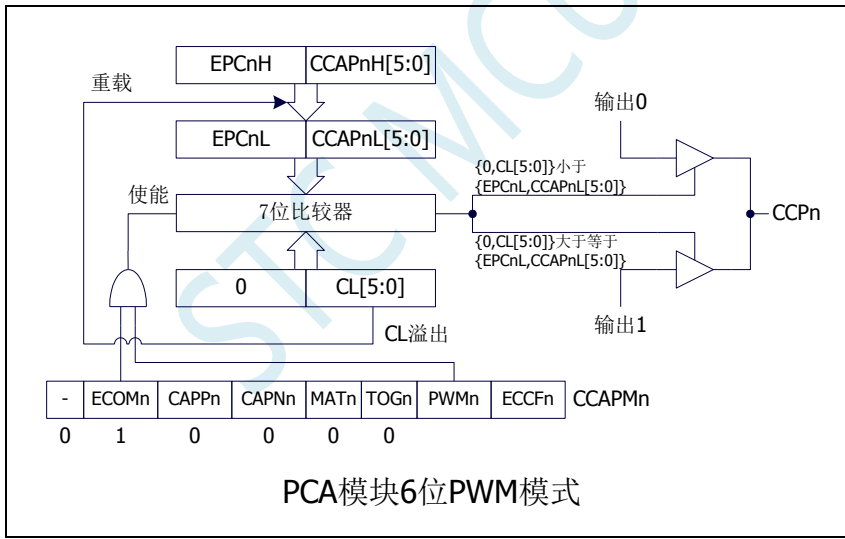 STC MCU
EPCnH CCAPnH[5:0]
重载
EPCnL CCAPnL[5:0]
输出0
{0,CL[5:0]}小于
{EPCnL,CCAPnL[5:0]}
使能
7位比较器
CCPn
{0,CL[5:0]}大于等于
{EPCnL,CCAPnL[5:0]}
0 CL[5:0]
输出1
CL溢出
- ECOMn CAPPn CAPNn MATn TOGn PWMn ECCFn CCAPMn
0 1 0 0 0 0
PCA模块6位PWM模式